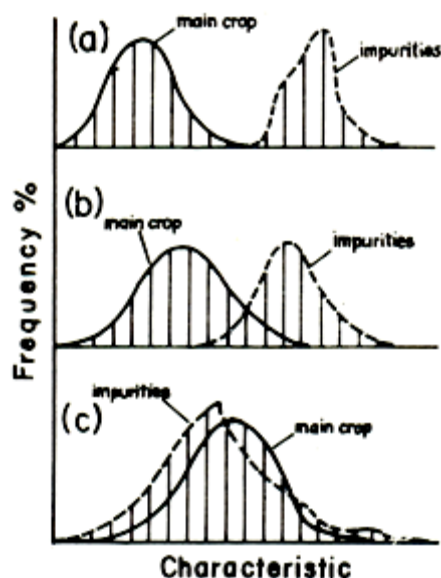 (a)
main crop
impurities
(b)
main crop
impurities
Frequency %
(c)
impurities
main crop
Characteristic